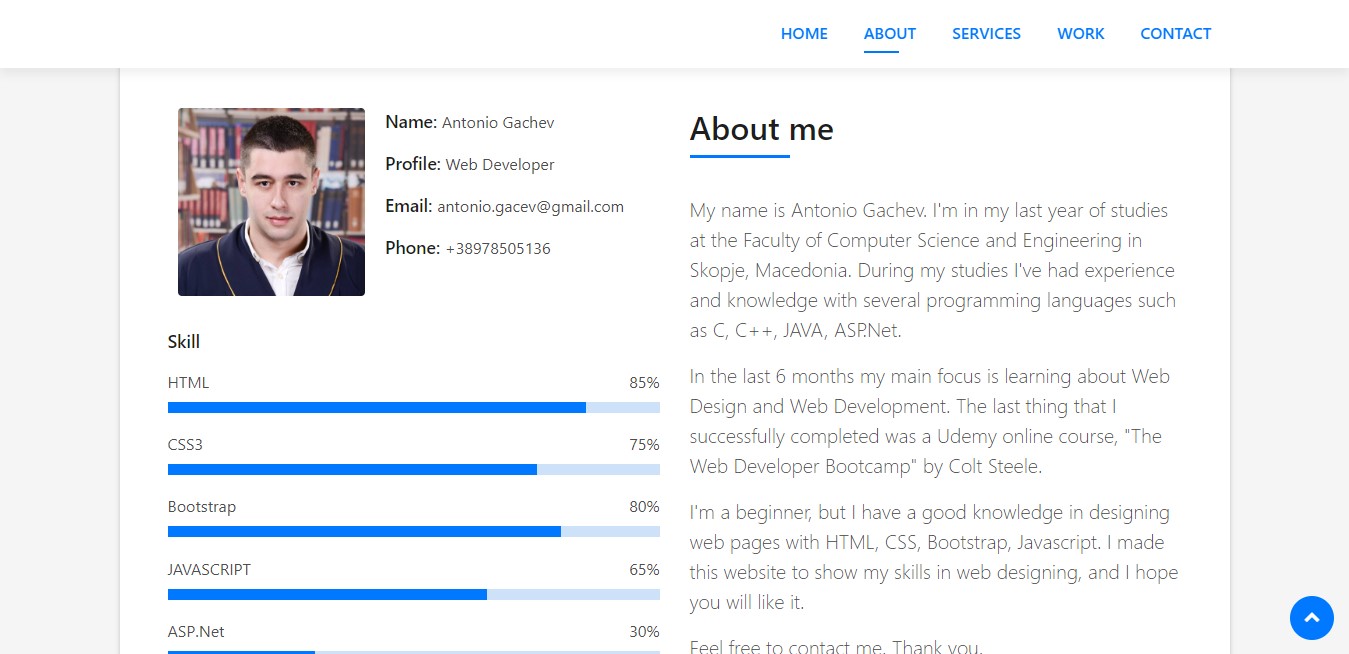 HOME ABOUT SERVICES WORK CONTACT
Name: Antonio Gachev
Profile: Web Developer
Email: antonio.gacev@gmail.com
Phone: +38978505136
Skill
HTML 85%
CSS3 75%
Bootstrap 80%
JAVASCRIPT 65%
ASP.Net 30%
About me
My name is Antonio Gachev. I'm in my last year of studies
at the Faculty of Computer Science and Engineering in
Skopje, Macedonia. During my studies I've had experience
and knowledge with several programming languages such
as C, C++, JAVA, ASP.Net.
In the last 6 months my main focus is learning about Web
Design and Web Development. The last thing that I
successfully completed was a Udemy online course, "The
Web Developer Bootcamp" by Colt Steele.
I'm a beginner, but I have a good knowledge in designing
web pages with HTML, CSS, Bootstrap, Javascript. I made
this website to show my skills in web designing, and I hope
you will like it.
Feel free to contact me. Thank you.